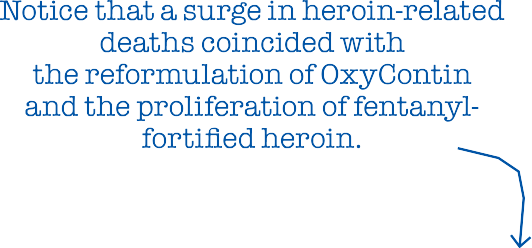 Notice that a surge in heroin-related
deaths coincided with
the reformulation of OxyContin
and the proliferation of fentanyl-
fortified heroin.